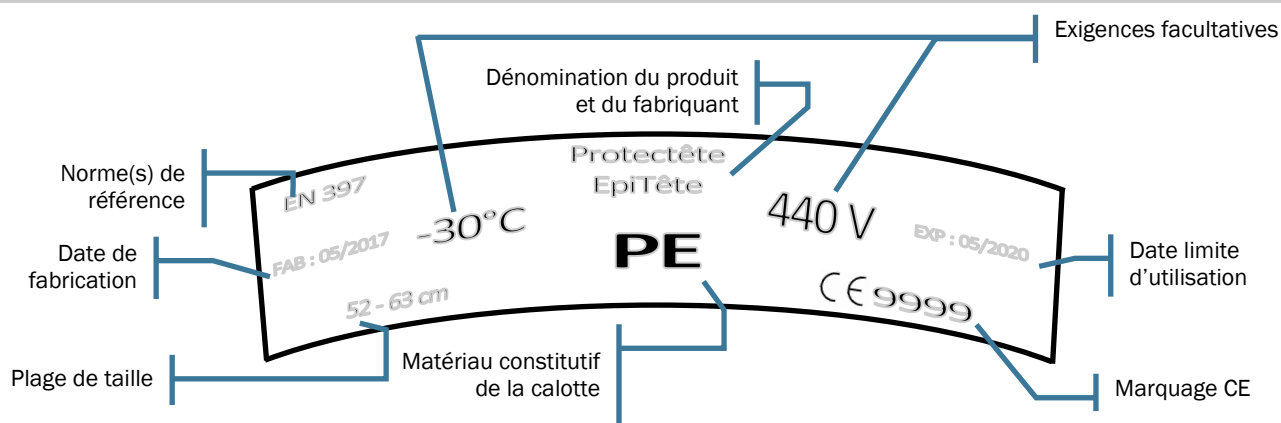 Exigences facultatives
Dénomination du produit
et du fabriquant
Norme(s) de
référence
Date de
fabrication
Plage de taille
Protectête
EpiTête
EN 397
-30°C
440 V
FAB : 05/2017
PE
EXP : 05/2020
52 - 63 cm
CE 9999
Matériau constitutif
de la calotte
Date limite
d'utilisation
Marquage CE